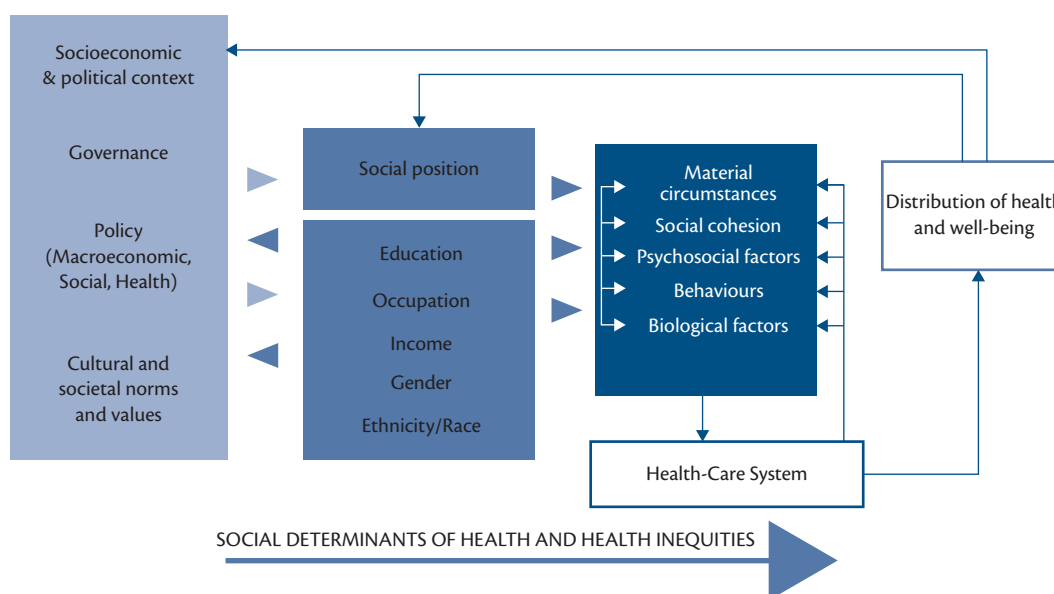 Socioeconomic
& political context
Governance
Policy
(Macroeconomic,
Social, Health)
Cultural and
societal norms
and values
Social position
Education
Occupation
Income
Gender
Ethnicity/Race
Material
circumstances
Social cohesion
Psychosocial factors
Behaviours
Biological factors
Health-Care System
Distribution of health
and well-being
SOCIAL DETERMINANTS OF HEALTH AND HEALTH INEQUITIES